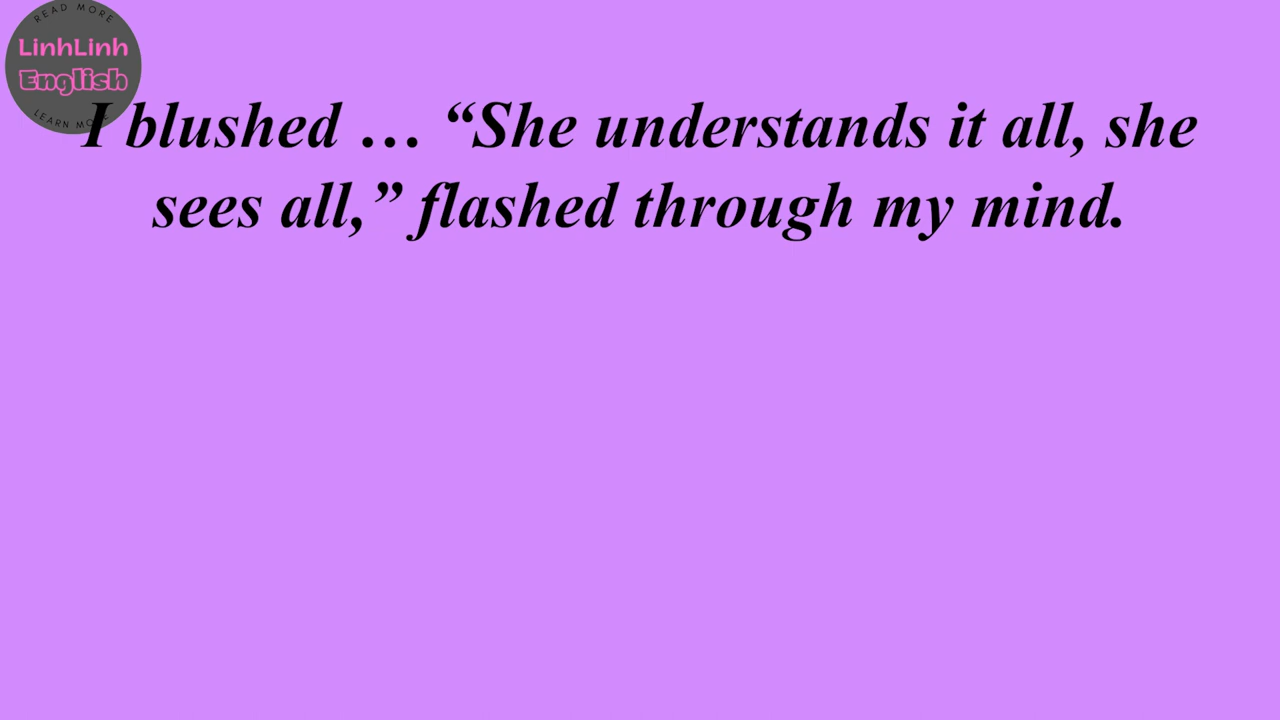 READ MORE
LinhLinh
English
LEARN MORE
I blushed … “She understands it all, she
sees all,” flashed through my mind.